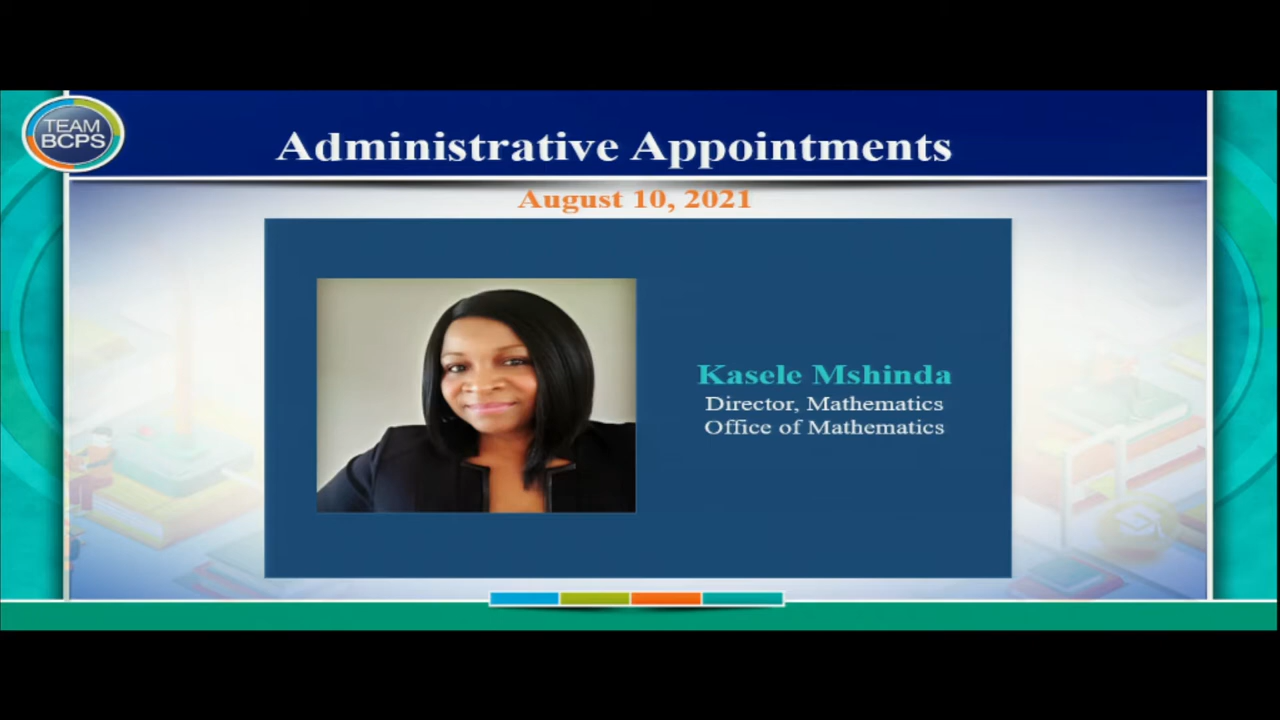 TEAM
BCPS
Administrative Appointments
August 10, 2021
Kasele Mshinda
Director, Mathematics
Office of Mathematics